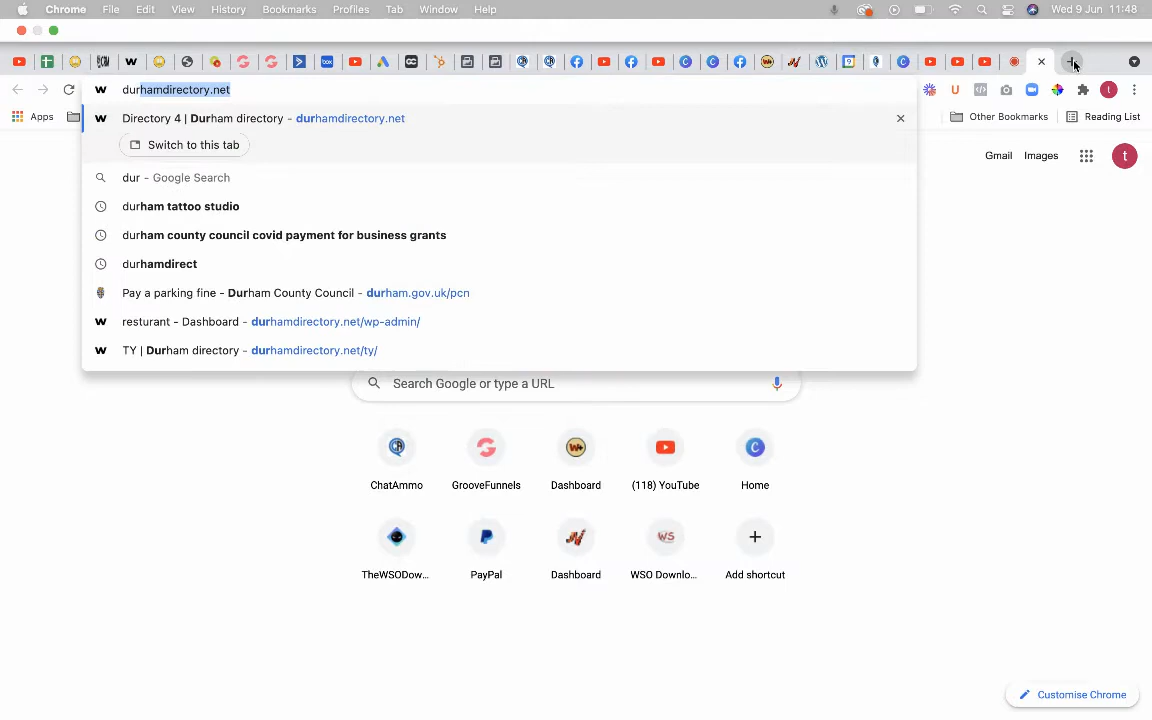 Chrome File Edit View History Bookmarks Profiles Tab Window Help Wed 9 Jun 11:48
durhamdirectory.net
Apps Other Bookmarks Reading List
Directory 4 | Durham directory - durhamdirectory.net
Switch to this tab
Gmail Images t
dur - Google Search
durham tattoo studio
durham county council covid payment for business grants
durhamdirect
Pay a parking fine - Durham County Council - durham.gov.uk/pcn
resturant - Dashboard - durhamdirectory.net/wp-admin/
TY | Durham directory - durhamdirectory.net/ty/
Search Google or type a URL
ChatAmmo GrooveFunnels Dashboard (118) YouTube Home
TheWSODow... PayPal Dashboard WSO Downlo... Add shortcut
Customise Chrome